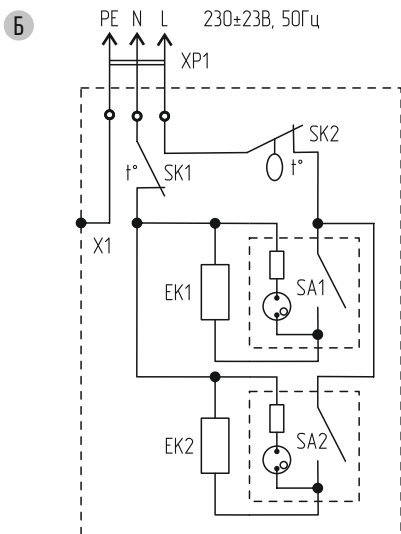 Б
PE N L 230±23В, 50Гц
XP1
SK2
t° SK1 t°
X1
SA1
EK1
SA2
EK2